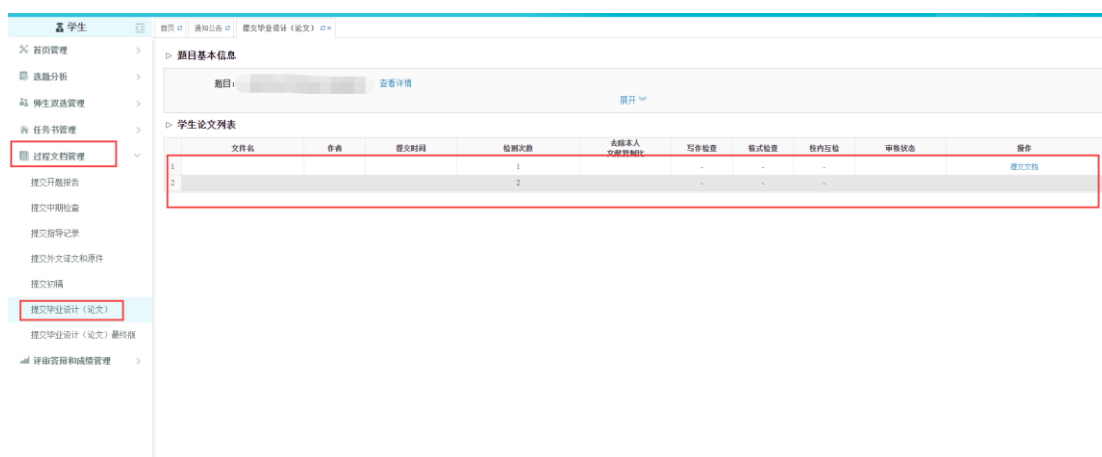 学生
首页 通知公告 提交毕业设计（论文） ×
首页管理
选题分析
师生双选管理
任务书管理
过程文档管理
提交开题报告
提交中期检查
提交指导记录
提交外文译文和原件
提交初稿
提交毕业设计（论文）
提交毕业设计（论文）最终版
评审答辩和成绩管理
题目基本信息
题目： 查看详情
展开
学生论文列表
文件名 作者 提交时间 检测次数 去除本人文献复制比 写作检查 格式检查 校内互检 审核状态 操作
1 1 - - - 提交文档
2 2 - - -